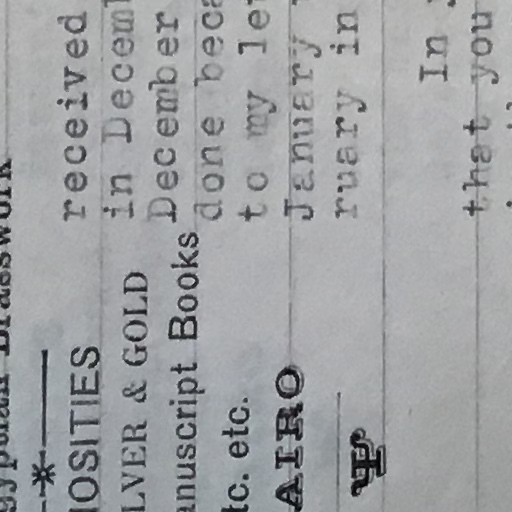 Egyptian Brasswork
IOSITIES
LVER & GOLD
anuscript Books
tc. etc.
AIRO
Ψ
received
in Decem
December
done beca
to my le
January
ruary in
In
that you